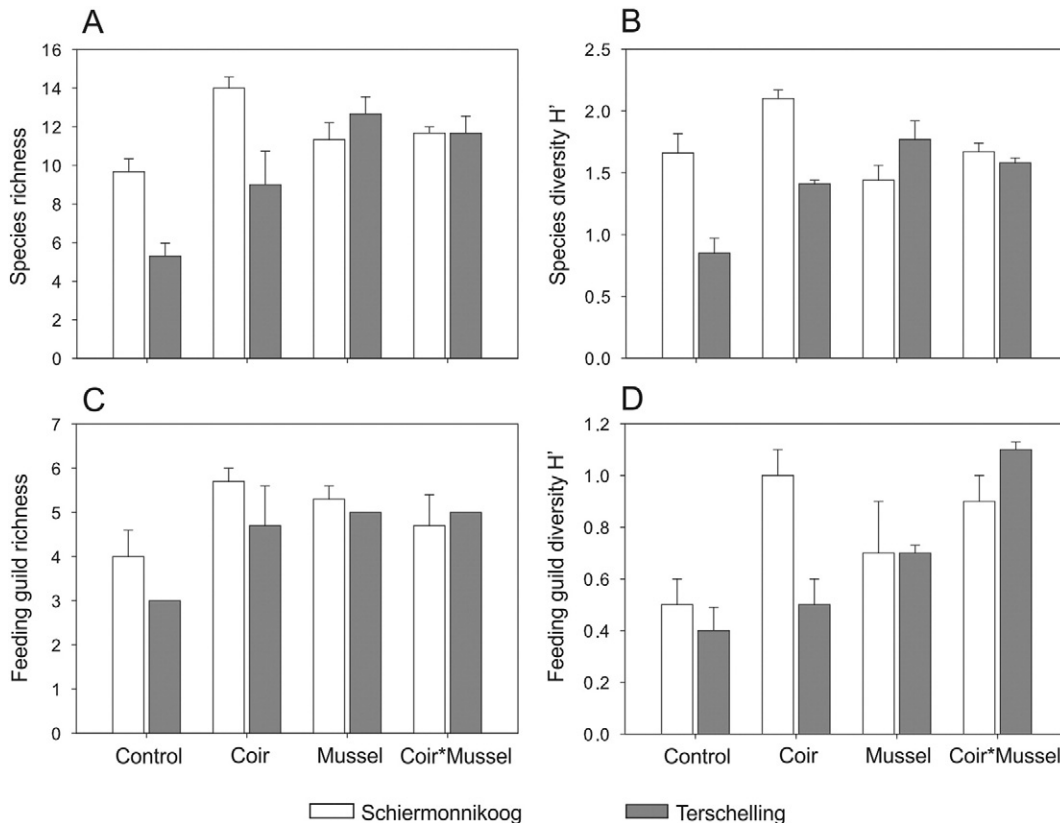 A
Species richness
16
14
12
10
8
6
4
2
0
B
Species diversity H'
2.5
2.0
1.5
1.0
0.5
0.0
C
Feeding guild richness
7
6
5
4
3
2
1
0
Control Coir Mussel Coir*Mussel
D
Feeding guild diversity H'
1.2
1.0
0.8
0.6
0.4
0.2
0.0
Control Coir Mussel Coir*Mussel
Schiermonnikoog Terschelling